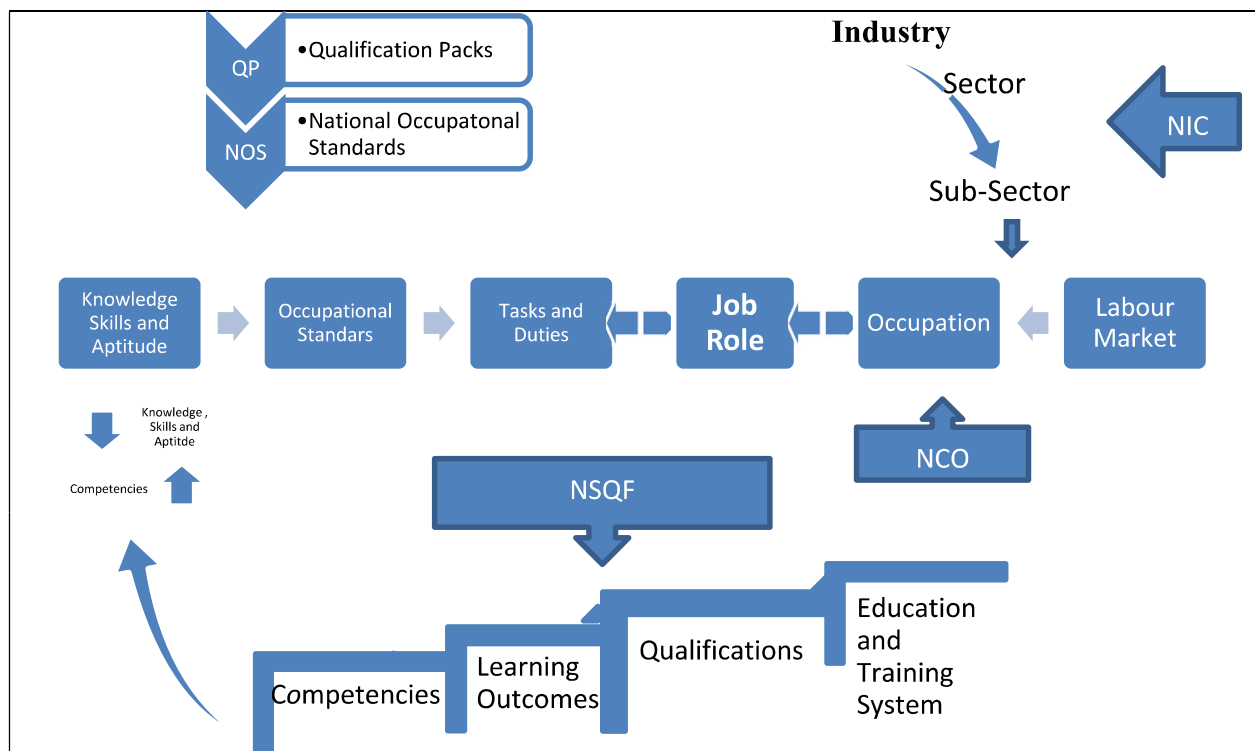 QP
•Qualification Packs
NOS
•National Occupatonal
Standards
Industry
Sector
Sub-Sector
NIC
Knowledge
Skills and
Aptitude
Occupational
Standars
Tasks and
Duties
Job
Role
Occupation
Labour
Market
Knowledge ,
Skills and
Aptitde
Competencies
NSQF
NCO
Competencies
Learning
Outcomes
Qualifications
Education
and
Training
System